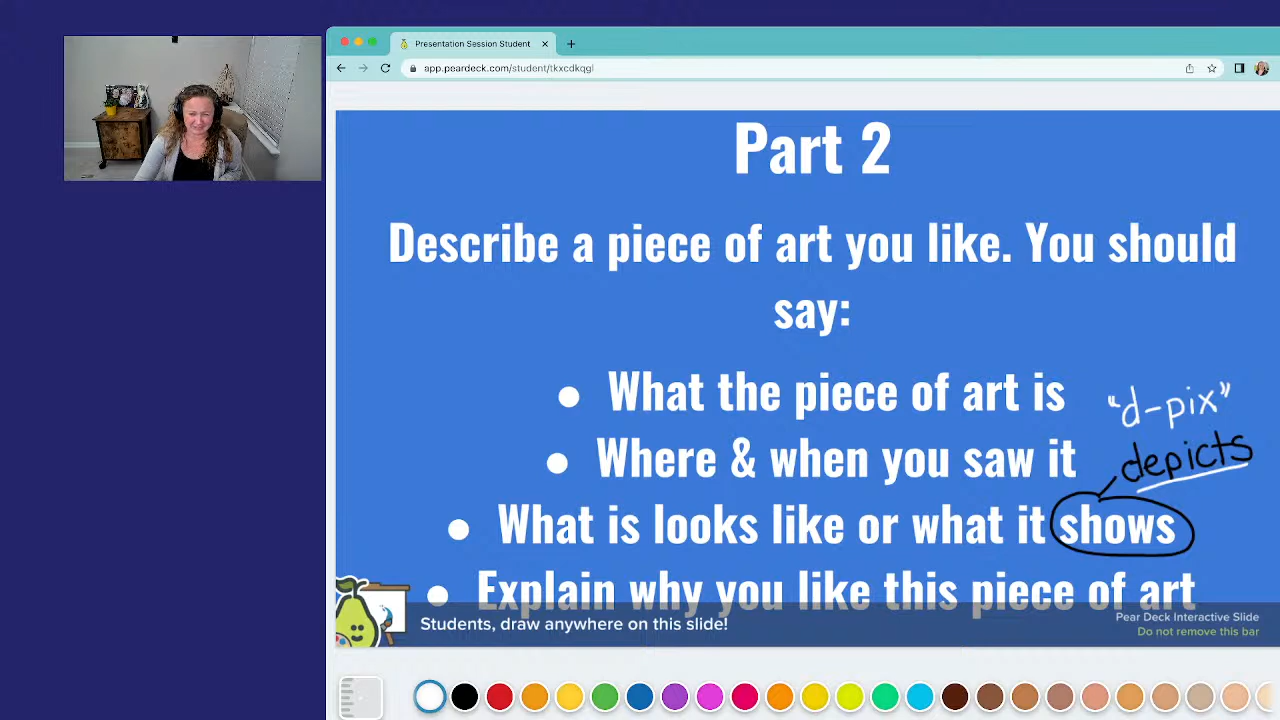 Presentation Session Student
app.peardeck.com/student/tkxcdkqgl
Part 2
Describe a piece of art you like. You should
say:
● What the piece of art is
"d-pix"
● Where & when you saw it
depicts
● What is looks like or what it shows
● Explain why you like this piece of art
Students, draw anywhere on this slide!
Pear Deck Interactive Slide
Do not remove this bar